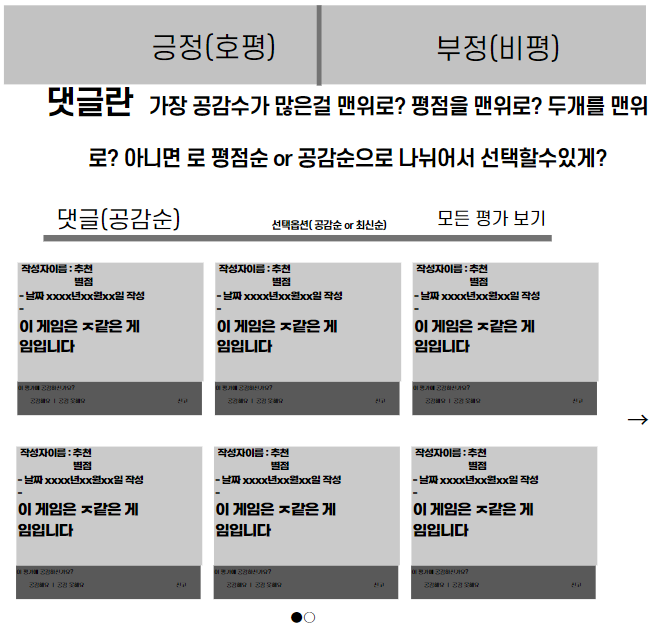 긍정(호평) 부정(비평)
댓글란 가장 공감수가 많은걸 맨위로? 평점을 맨위로? 두개를 맨위
로? 아니면 로 평점순 or 공감순으로 나뉘어서 선택할수있게?
댓글(공감순) 선택옵션( 공감순 or 최신순) 모든 평가 보기
작성자이름 : 추천 작성자이름 : 추천 작성자이름 : 추천
별점 별점 별점
- 날짜 xxxx년xx월xx일 작성 - 날짜 xxxx년xx월xx일 작성 - 날짜 xxxx년xx월xx일 작성
- - -
이 게임은 ㅈ같은 게 이 게임은 ㅈ같은 게 이 게임은 ㅈ같은 게
임입니다 임입니다 임입니다
이 평가에 공감하신가요? 이 평가에 공감하신가요? 이 평가에 공감하신가요?
공감해요 | 공감 못해요 신고 공감해요 | 공감 못해요 신고 공감해요 | 공감 못해요 신고
→
작성자이름 : 추천 작성자이름 : 추천 작성자이름 : 추천
별점 별점 별점
- 날짜 xxxx년xx월xx일 작성 - 날짜 xxxx년xx월xx일 작성 - 날짜 xxxx년xx월xx일 작성
- - -
이 게임은 ㅈ같은 게 이 게임은 ㅈ같은 게 이 게임은 ㅈ같은 게
임입니다 임입니다 임입니다
이 평가에 공감하신가요? 이 평가에 공감하신가요? 이 평가에 공감하신가요?
공감해요 | 공감 못해요 신고 공감해요 | 공감 못해요 신고 공감해요 | 공감 못해요 신고
●○